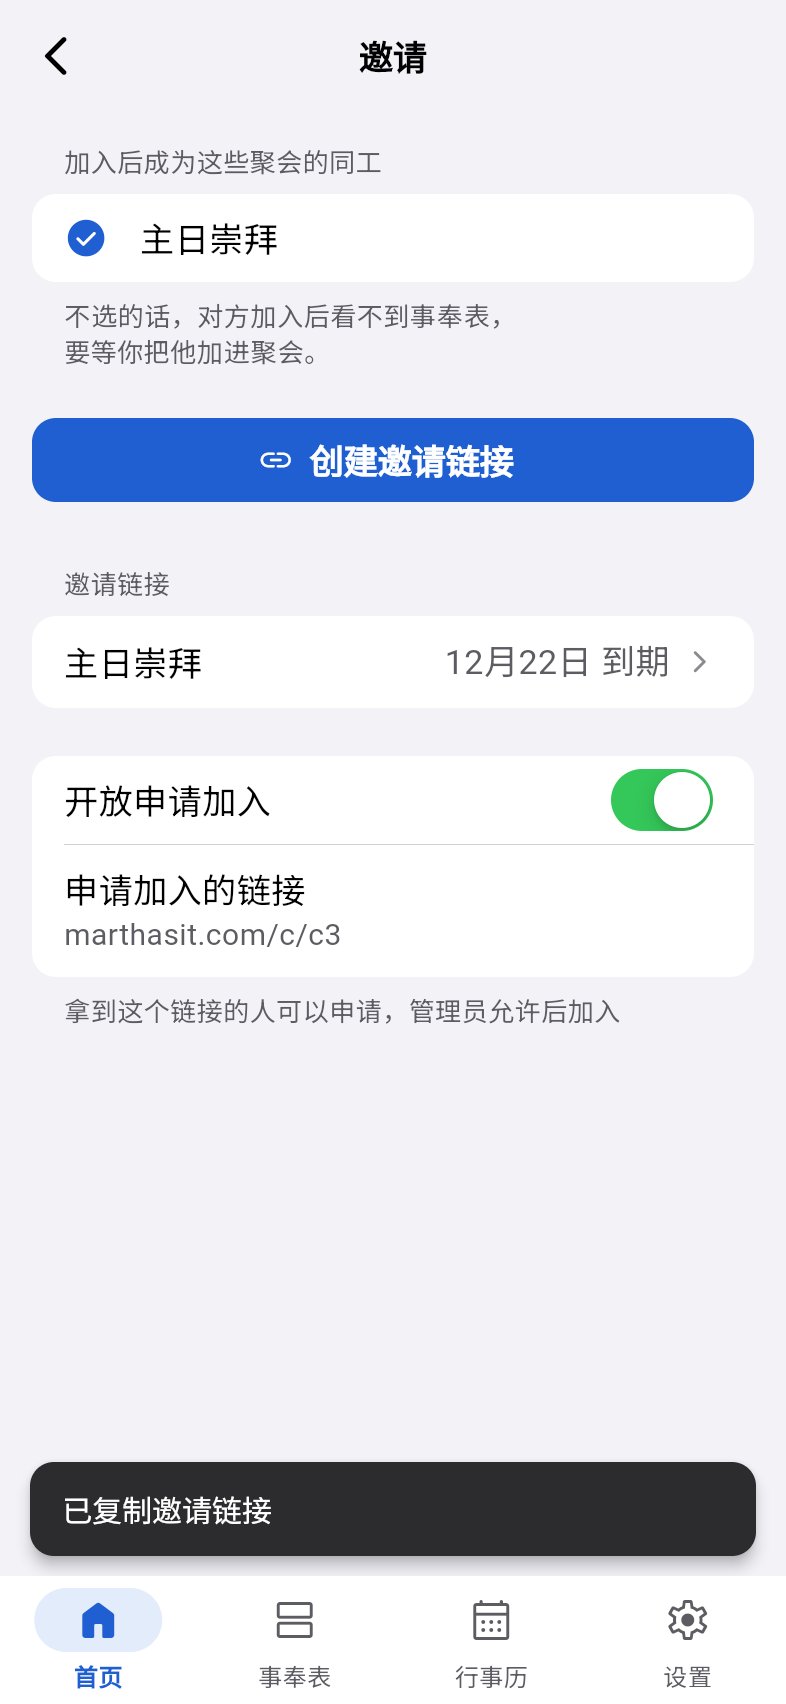 邀请
加入后成为这些聚会的同工
主日崇拜
不选的话，对方加入后看不到事奉表，
要等你把他加进聚会。
创建邀请链接
邀请链接
主日崇拜 12月22日 到期
开放申请加入
申请加入的链接
marthasit.com/c/c3
拿到这个链接的人可以申请，管理员允许后加入
已复制邀请链接
首页 事奉表 行事历 设置